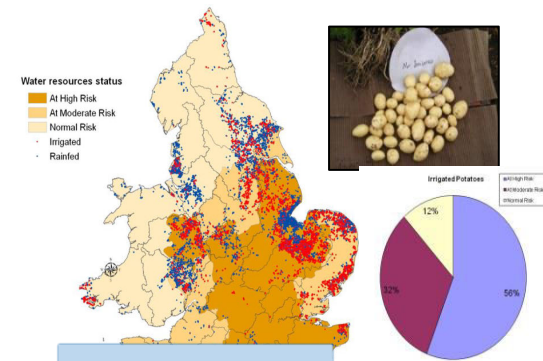 Water resources status
At High Risk
At Moderate Risk
Normal Risk
Irrigated
Rainfed
No
Irrigated Potatoes
At High Risk
At Moderate Risk
Normal Risk
12%
32%
56%